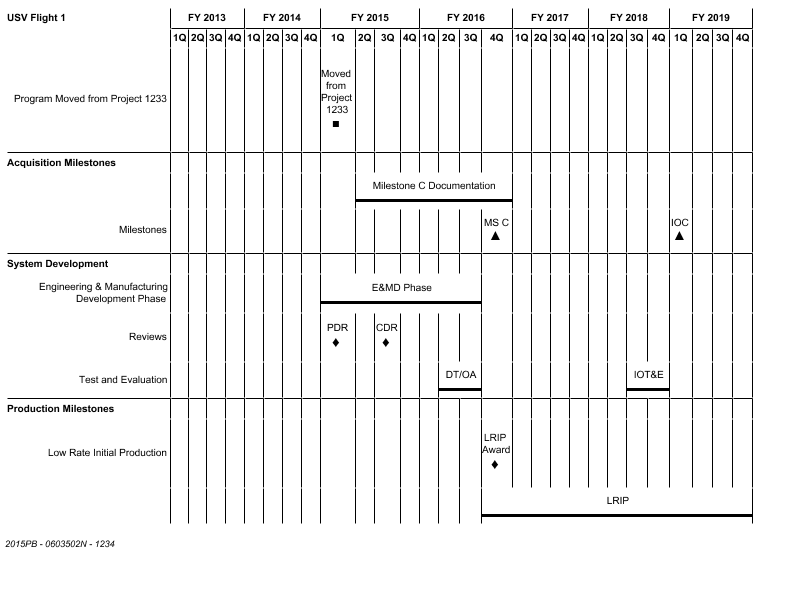 USV Flight 1 FY 2013 FY 2014 FY 2015 FY 2016 FY 2017 FY 2018 FY 2019
1Q 2Q 3Q 4Q 1Q 2Q 3Q 4Q 1Q 2Q 3Q 4Q 1Q 2Q 3Q 4Q 1Q 2Q 3Q 4Q 1Q 2Q 3Q 4Q 1Q 2Q 3Q 4Q
Program Moved from Project 1233
Moved
from
Project
1233
Acquisition Milestones
Milestone C Documentation
Milestones
MS C
IOC
System Development
Engineering & Manufacturing
Development Phase
E&MD Phase
Reviews
PDR
CDR
Test and Evaluation
DT/OA
IOT&E
Production Milestones
Low Rate Initial Production
LRIP
Award
LRIP
2015PB - 0603502N - 1234